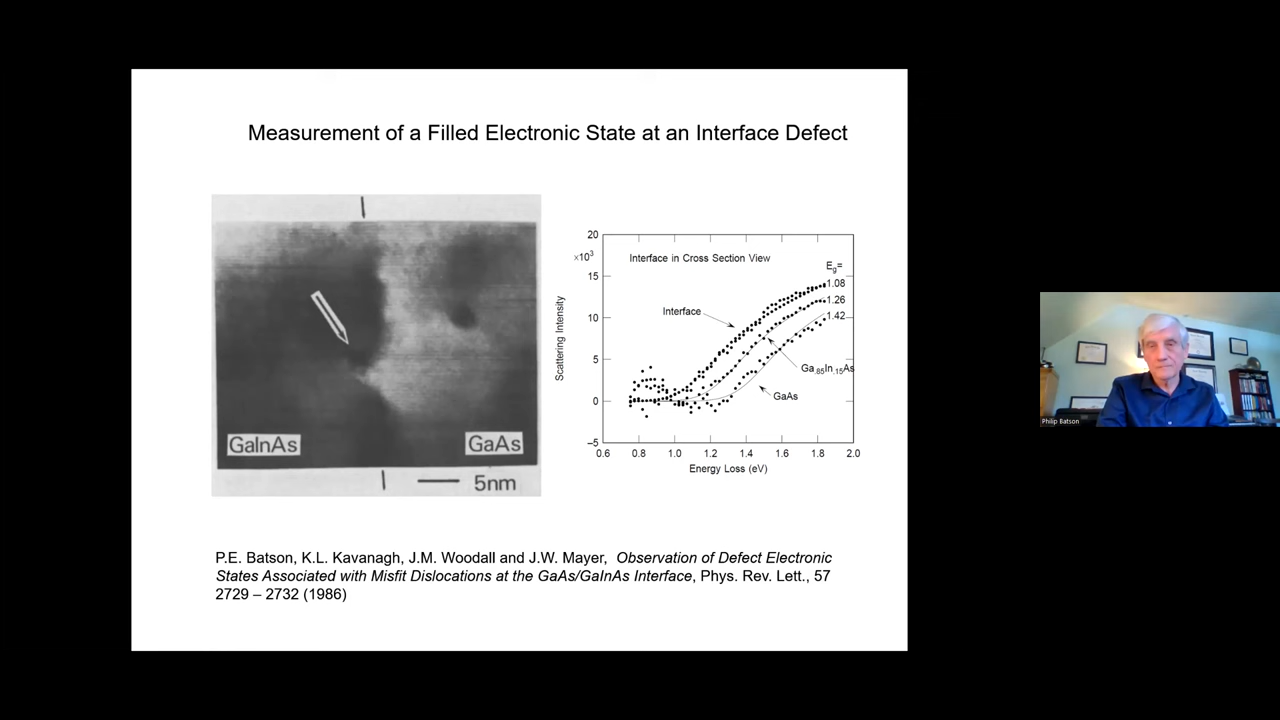 Measurement of a Filled Electronic State at an Interface Defect
GaInAs
GaAs
5nm
20
×10³
15
10
5
0
−5
Scattering Intensity
Interface in Cross Section View
E_g=
1.08
1.26
1.42
Interface
Ga.85In.15As
GaAs
0.6 0.8 1.0 1.2 1.4 1.6 1.8 2.0
Energy Loss (eV)
P.E. Batson, K.L. Kavanagh, J.M. Woodall and J.W. Mayer, Observation of Defect Electronic
States Associated with Misfit Dislocations at the GaAs/GaInAs Interface, Phys. Rev. Lett., 57
2729 – 2732 (1986)
Philip Batson